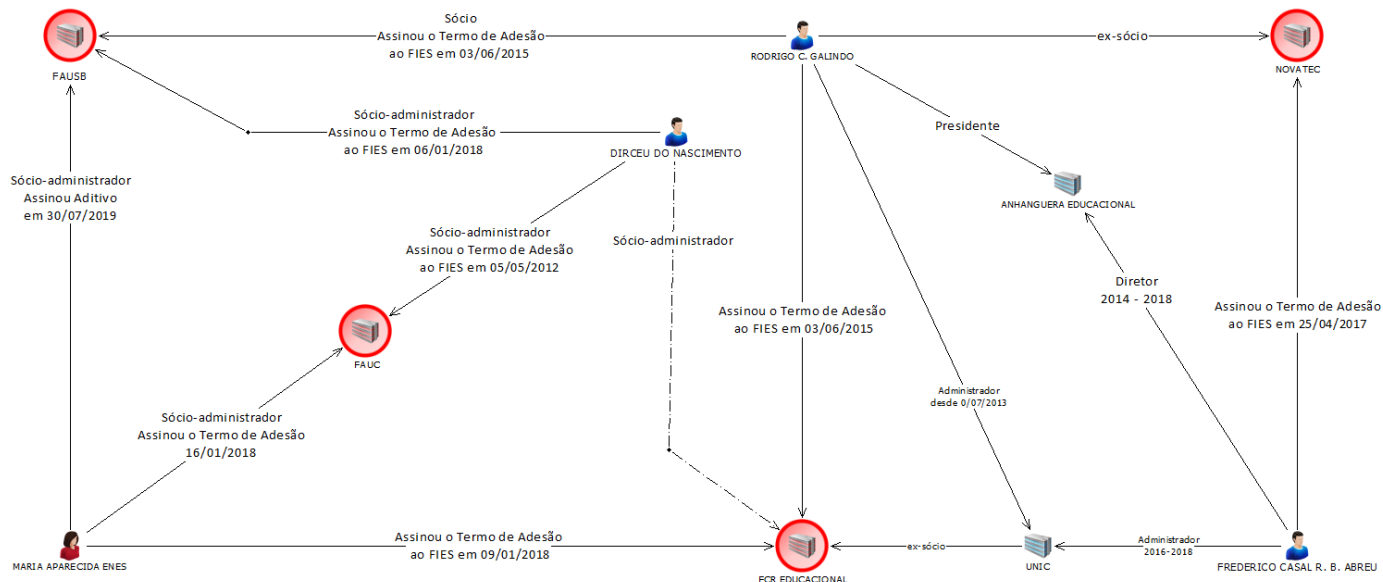 Sócio
Assinou o Termo de Adesão
ao FIES em 03/06/2015
FAUSB
RODRIGO C. GALINDO
ex-sócio
NOVATEC
Sócio-administrador
Assinou o Termo de Adesão
ao FIES em 06/01/2018
DIRCEU DO NASCIMENTO
Presidente
ANHANGUERA EDUCACIONAL
Sócio-administrador
Assinou Aditivo
em 30/07/2019
Sócio-administrador
Assinou o Termo de Adesão
ao FIES em 05/05/2012
Sócio-administrador
Diretor
2014 - 2018
Assinou o Termo de Adesão
ao FIES em 03/06/2015
Assinou o Termo de Adesão
ao FIES em 25/04/2017
FAUC
Administrador
desde 0/07/2013
Sócio-administrador
Assinou o Termo de Adesão
16/01/2018
MARIA APARECIDA ENES
Assinou o Termo de Adesão
ao FIES em 09/01/2018
ECR EDUCACIONAL
ex-sócio
UNIC
Administrador
2016-2018
FREDERICO CASAL R. B. ABREU